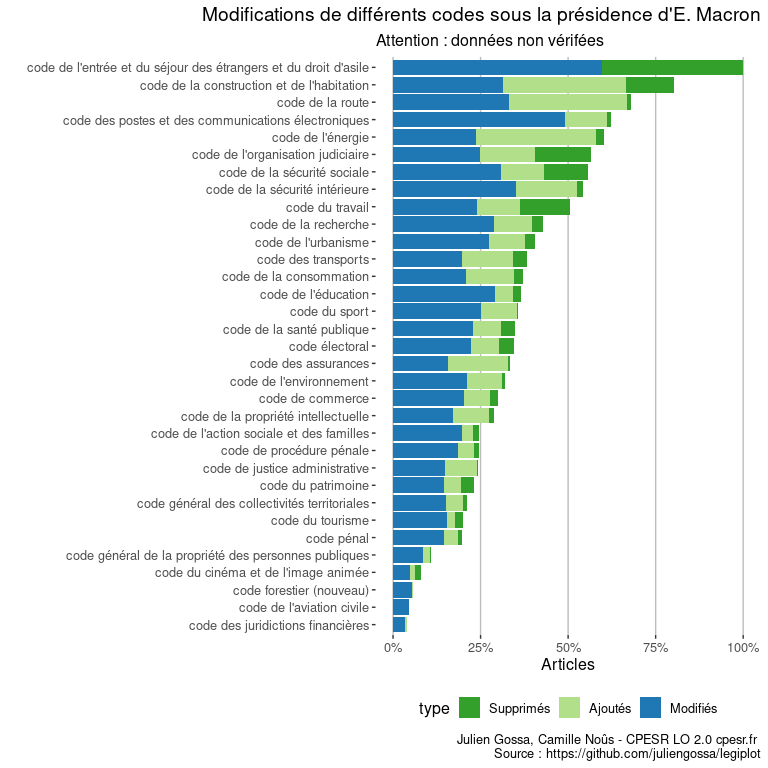 Modifications de différents codes sous la présidence d'E. Macron
Attention : données non vérifiées
code de l'entrée et du séjour des étrangers et du droit d'asile
code de la construction et de l'habitation
code de la route
code des postes et des communications électroniques
code de l'énergie
code de l'organisation judiciaire
code de la sécurité sociale
code de la sécurité intérieure
code du travail
code de la recherche
code de l'urbanisme
code des transports
code de la consommation
code de l'éducation
code du sport
code de la santé publique
code électoral
code des assurances
code de l'environnement
code de commerce
code de la propriété intellectuelle
code de l'action sociale et des familles
code de procédure pénale
code de justice administrative
code du patrimoine
code général des collectivités territoriales
code du tourisme
code pénal
code général de la propriété des personnes publiques
code du cinéma et de l'image animée
code forestier (nouveau)
code de l'aviation civile
code des juridictions financières
0% 25% 50% 75% 100%
Articles
type Supprimés Ajoutés Modifiés
Julien Gossa, Camille Noûs - CPESR LO 2.0 cpesr.fr
Source : https://github.com/juliengossa/legiplot